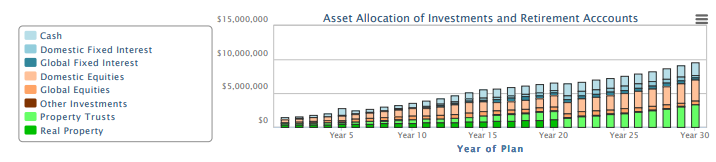 Asset Allocation of Investments and Retirement Acccounts
Cash
Domestic Fixed Interest
Global Fixed Interest
Domestic Equities
Global Equities
Other Investments
Property Trusts
Real Property
$15,000,000
$10,000,000
$5,000,000
$0
Year 5
Year 10
Year 15
Year 20
Year 25
Year 30
Year of Plan